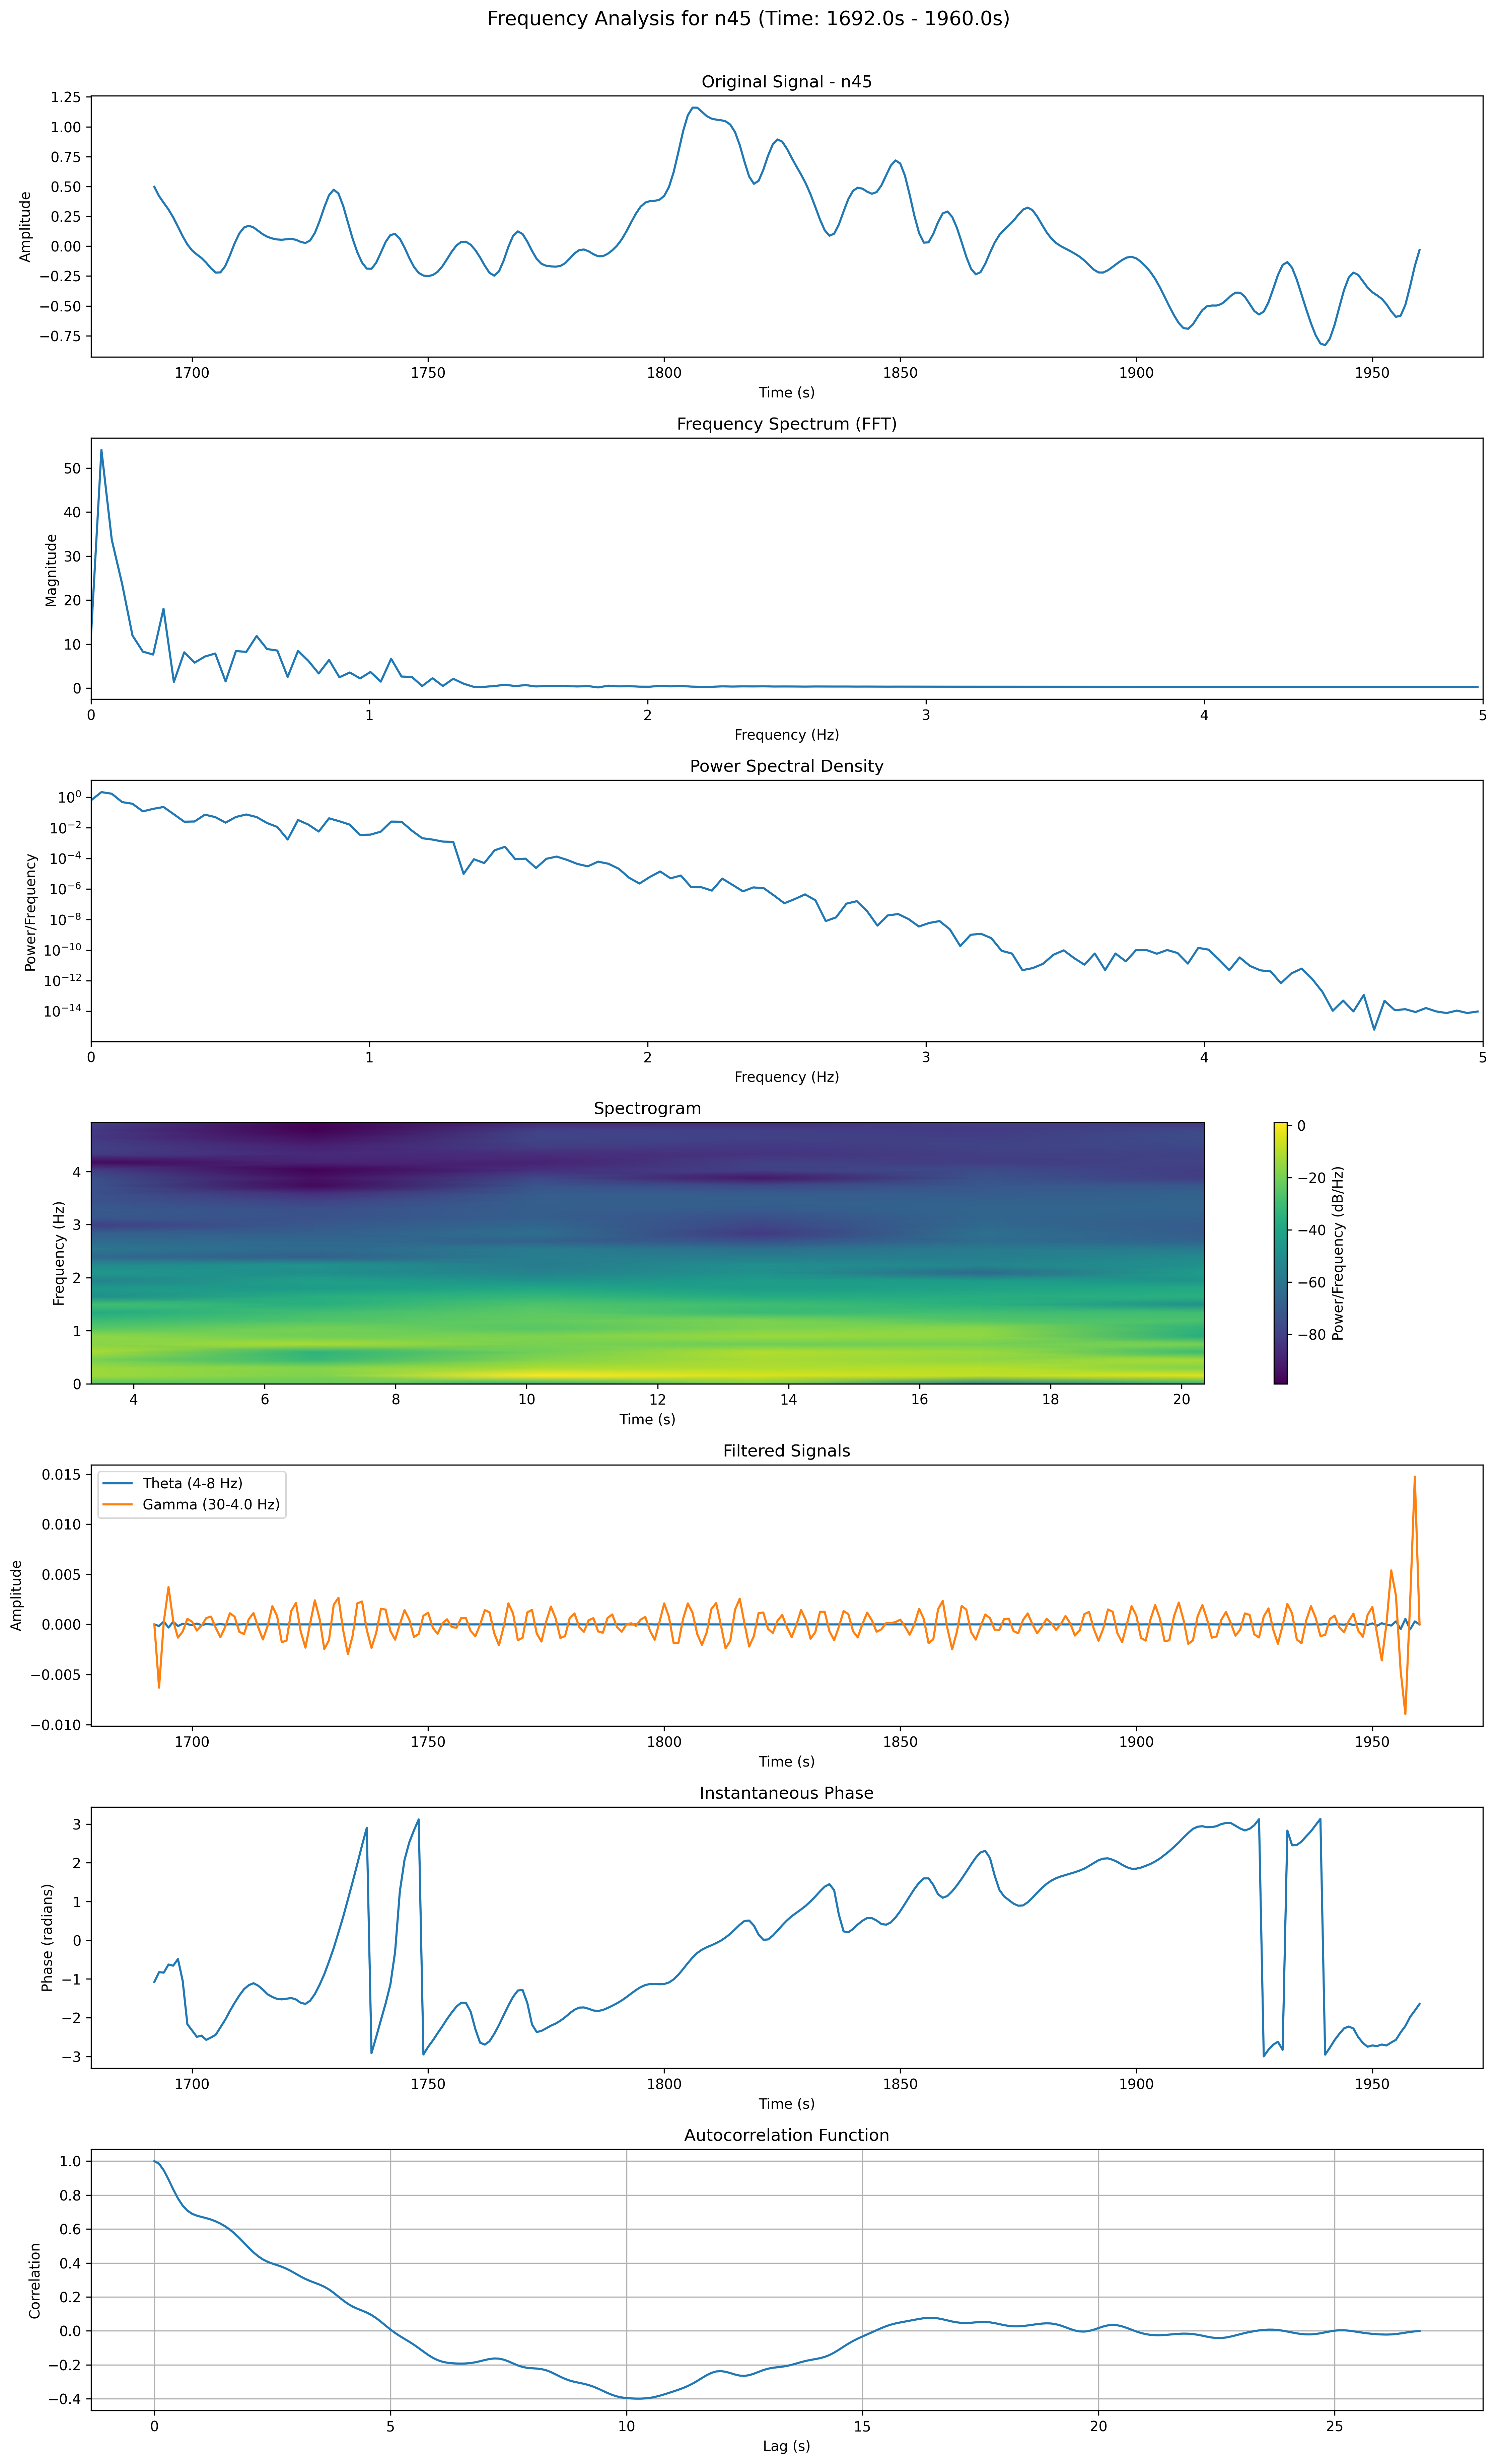 Frequency Analysis for n45 (Time: 1692.0s - 1960.0s)
Original Signal - n45
1.25
1.00
0.75
0.50
0.25
0.00
−0.25
−0.50
−0.75
Amplitude
1700 1750 1800 1850 1900 1950
Time (s)
Frequency Spectrum (FFT)
50
40
30
20
10
0
Magnitude
0 1 2 3 4 5
Frequency (Hz)
Power Spectral Density
10⁰
10⁻²
10⁻⁴
10⁻⁶
10⁻⁸
10⁻¹⁰
10⁻¹²
10⁻¹⁴
Power/Frequency
0 1 2 3 4 5
Frequency (Hz)
Spectrogram
4
3
2
1
0
Frequency (Hz)
4 6 8 10 12 14 16 18 20
Time (s)
0
−20
−40
−60
−80
Power/Frequency (dB/Hz)
Filtered Signals
Theta (4-8 Hz)
Gamma (30-4.0 Hz)
0.015
0.010
0.005
0.000
−0.005
−0.010
Amplitude
1700 1750 1800 1850 1900 1950
Time (s)
Instantaneous Phase
3
2
1
0
−1
−2
−3
Phase (radians)
1700 1750 1800 1850 1900 1950
Time (s)
Autocorrelation Function
1.0
0.8
0.6
0.4
0.2
0.0
−0.2
−0.4
Correlation
0 5 10 15 20 25
Lag (s)